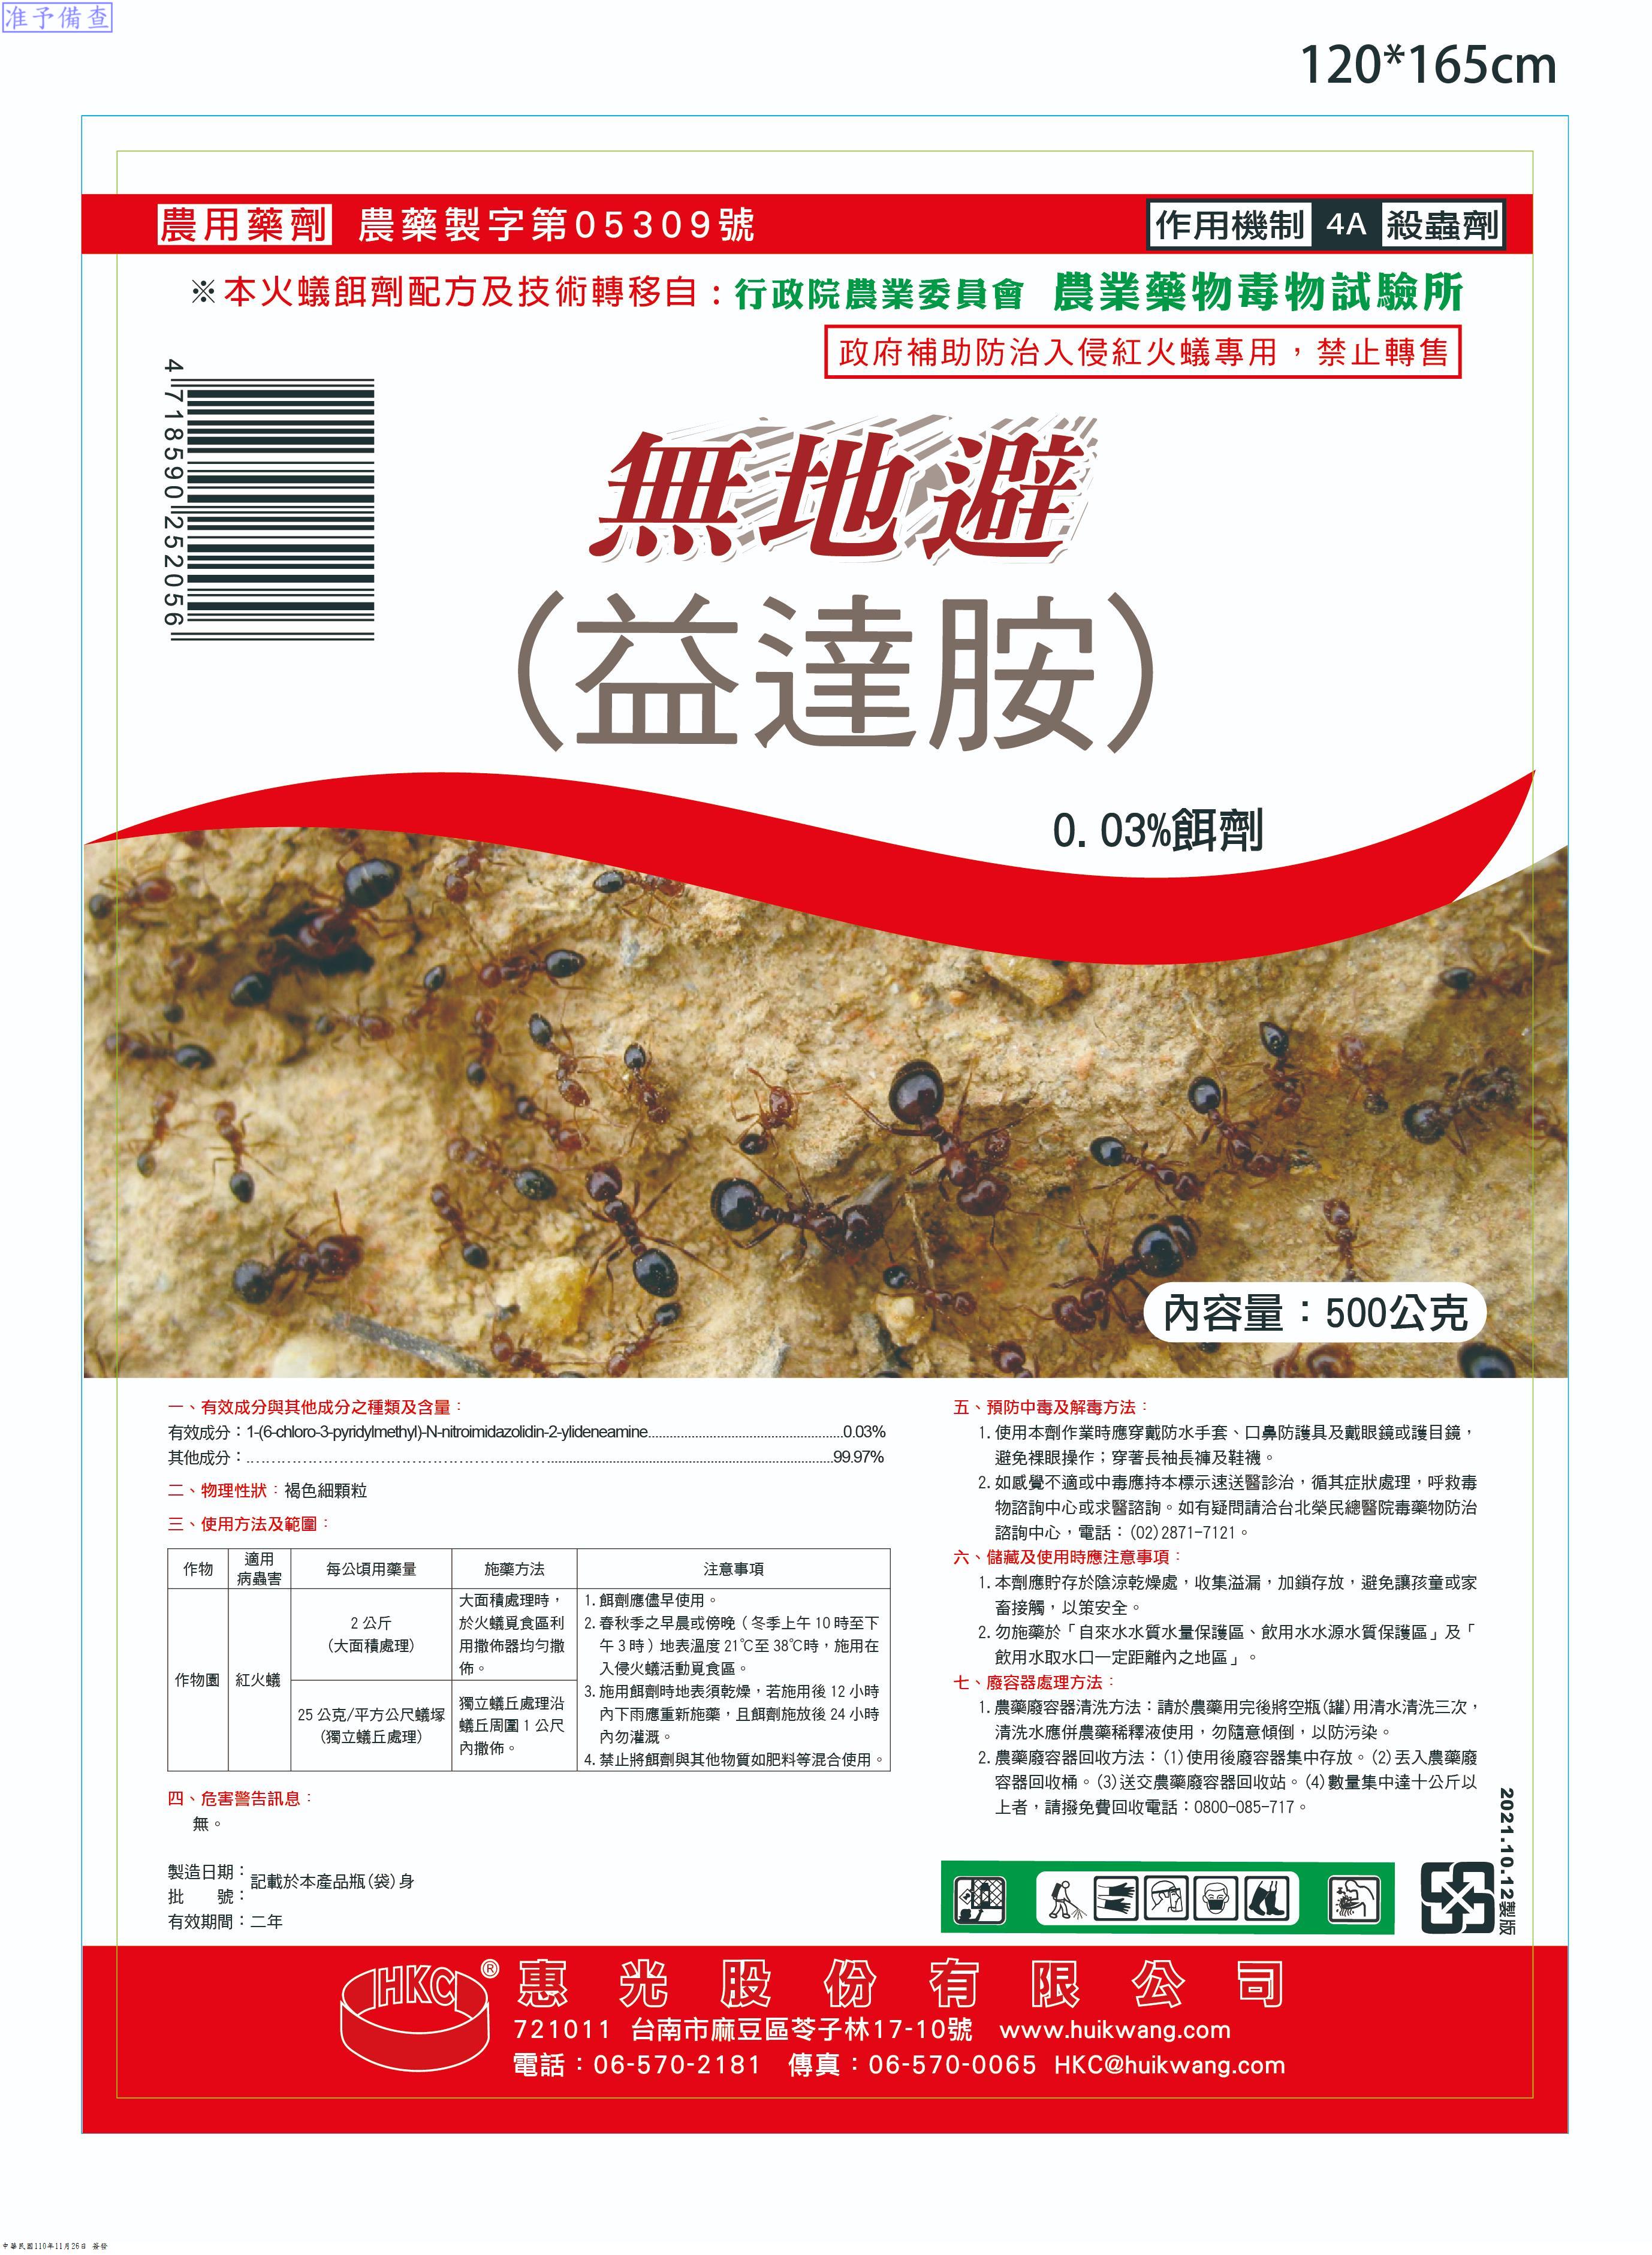 准予備查
120*165cm
農用藥劑 農藥製字第05309號 作用機制 4A 殺蟲劑
※本火蟻餌劑配方及技術轉移自：行政院農業委員會 農業藥物毒物試驗所
政府補助防治入侵紅火蟻專用，禁止轉售
4 718590 252056
無地避
（益達胺）
0.03%餌劑
內容量：500公克
一、有效成分與其他成分之種類及含量：
有效成分：1-(6-chloro-3-pyridylmethyl)-N-nitroimidazolidin-2-ylideneamine....................................................0.03%
其他成分：................................................................................................99.97%
二、物理性狀：褐色細顆粒
三、使用方法及範圍：
作物 適用病蟲害 每公頃用藥量 施藥方法 注意事項
作物園 紅火蟻
2 公斤
（大面積處理）
大面積處理時，
於火蟻覓食區利
用撒佈器均勻撒
佈。
25 公克/平方公尺蟻塚
（獨立蟻丘處理）
獨立蟻丘處理沿
蟻丘周圍 1 公尺
內撒佈。
1. 餌劑應儘早使用。
2. 春秋季之早晨或傍晚（冬季上午 10 時至下
午 3 時）地表溫度 21℃至 38℃時，施用在
入侵火蟻活動覓食區。
3. 施用餌劑時地表須乾燥，若施用後 12 小時
內下雨應重新施藥，且餌劑施放後 24 小時
內勿灌溉。
4. 禁止將餌劑與其他物質如肥料等混合使用。
四、危害警告訊息：
無。
製造日期：
批　　號：
記載於本產品瓶(袋)身
有效期間：二年
五、預防中毒及解毒方法：
1. 使用本劑作業時應穿戴防水手套、口鼻防護具及戴眼鏡或護目鏡，
避免裸眼操作；穿著長袖長褲及鞋襪。
2. 如感覺不適或中毒應持本標示速送醫診治，循其症狀處理，呼救毒
物諮詢中心或求醫諮詢。如有疑問請洽台北榮民總醫院毒藥物防治
諮詢中心，電話：(02)2871-7121。
六、儲藏及使用時應注意事項：
1. 本劑應貯存於陰涼乾燥處，收集溢漏，加鎖存放，避免讓孩童或家
畜接觸，以策安全。
2. 勿施藥於「自來水水質水量保護區、飲用水水源水質保護區」及「
飲用水取水口一定距離內之地區」。
七、廢容器處理方法：
1. 農藥廢容器清洗方法：請於農藥用完後將空瓶(罐)用清水清洗三次，
清洗水應併農藥稀釋液使用，勿隨意傾倒，以防污染。
2. 農藥廢容器回收方法：(1)使用後廢容器集中存放。(2)丟入農藥廢
容器回收桶。(3)送交農藥廢容器回收站。(4)數量集中達十公斤以
上者，請撥免費回收電話：0800-085-717。
2021.10.12製版
HKC® 惠光股份有限公司
721011 台南市麻豆區苓子林17-10號 www.huikwang.com
電話：06-570-2181 傳真：06-570-0065 HKC@huikwang.com
中華民國110年11月26日 簽發